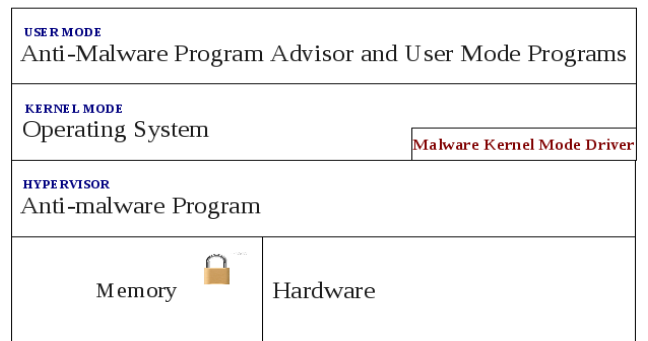 USER MODE
Anti-Malware Program Advisor and User Mode Programs
KERNEL MODE
Operating System
Malware Kernel Mode Driver
HYPERVISOR
Anti-malware Program
Memory
Hardware